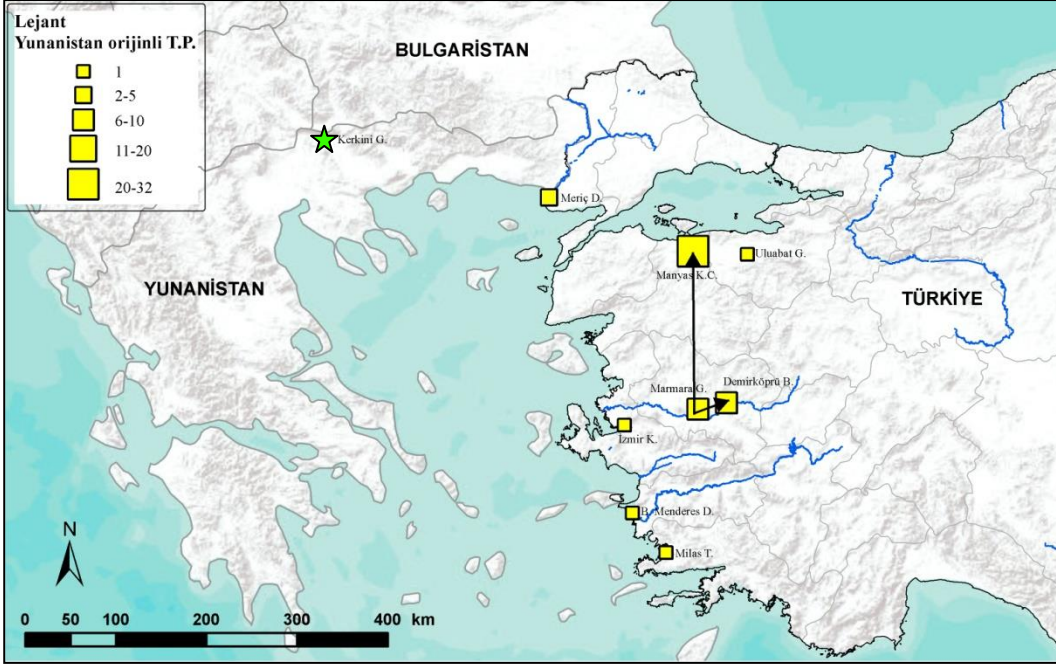 Lejant
Yunanistan orijinli T.P.
1
2-5
6-10
11-20
20-32
BULGARİSTAN
Kerkini G.
Meriç D.
Manyas K.C.
Uluabat G.
YUNANİSTAN
TÜRKİYE
Marmara G.
Demirköprü B.
İzmir K.
B. Menderes D.
Milas T.
N
0 50 100 200 300 400 km